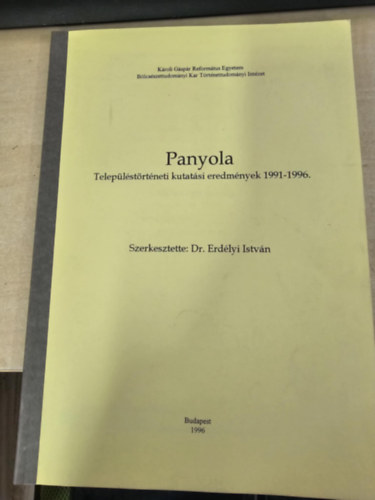 Károli Gáspár Református Egyetem
Bölcsészettudományi Kar Történettudományi Intézet
Panyola
Településtörténeti kutatási eredmények 1991-1996.
Szerkesztette: Dr. Erdélyi István
Budapest
1996